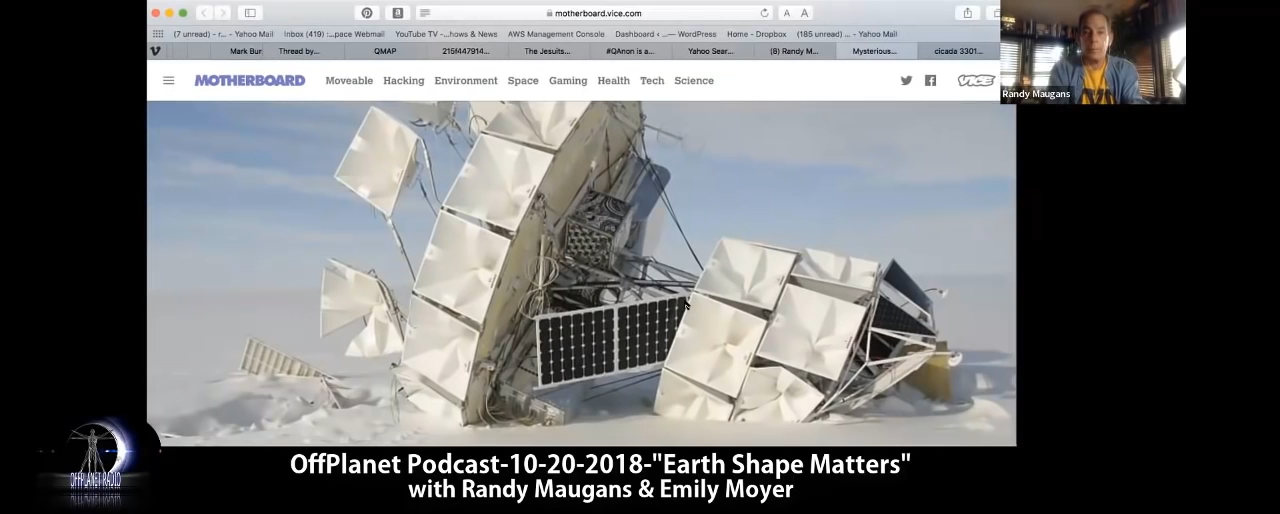 motherboard.vice.com
A A
(7 unread) - r... - Yahoo Mail Inbox (419) :...pace Webmail YouTube TV -...hows & News AWS Management Console Dashboard ‹ ...— WordPress Home - Dropbox (185 unread) ... - Yahoo Mail
Mark Bur Thread by... QMAP 215f447914... The Jesuits... #QAnon is a... Yahoo Sear... (8) Randy M... Mysterious... cicada 3301...
Randy Maugans
MOTHERBOARD Moveable Hacking Environment Space Gaming Health Tech Science VICE
OFFPLANET RADIO
OffPlanet Podcast-10-20-2018-"Earth Shape Matters"
with Randy Maugans & Emily Moyer